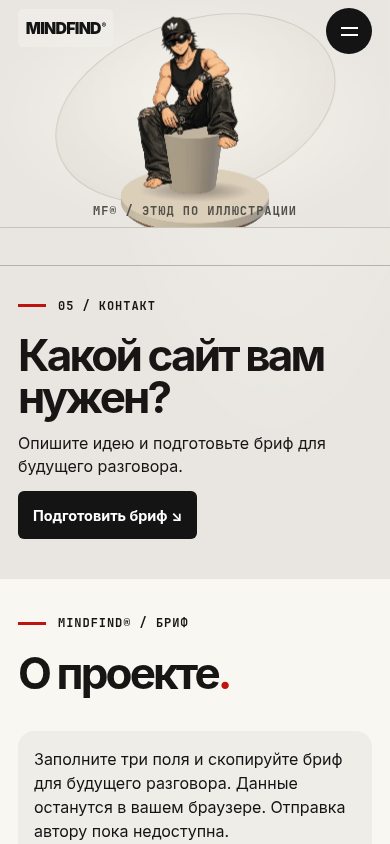 MINDFIND®
MF® / ЭТЮД ПО ИЛЛЮСТРАЦИИ
05 / КОНТАКТ
Какой сайт вам
нужен?
Опишите идею и подготовьте бриф для
будущего разговора.
Подготовить бриф ↘
MINDFIND® / БРИФ
О проекте.
Заполните три поля и скопируйте бриф
для будущего разговора. Данные
останутся в вашем браузере. Отправка
автору пока недоступна.